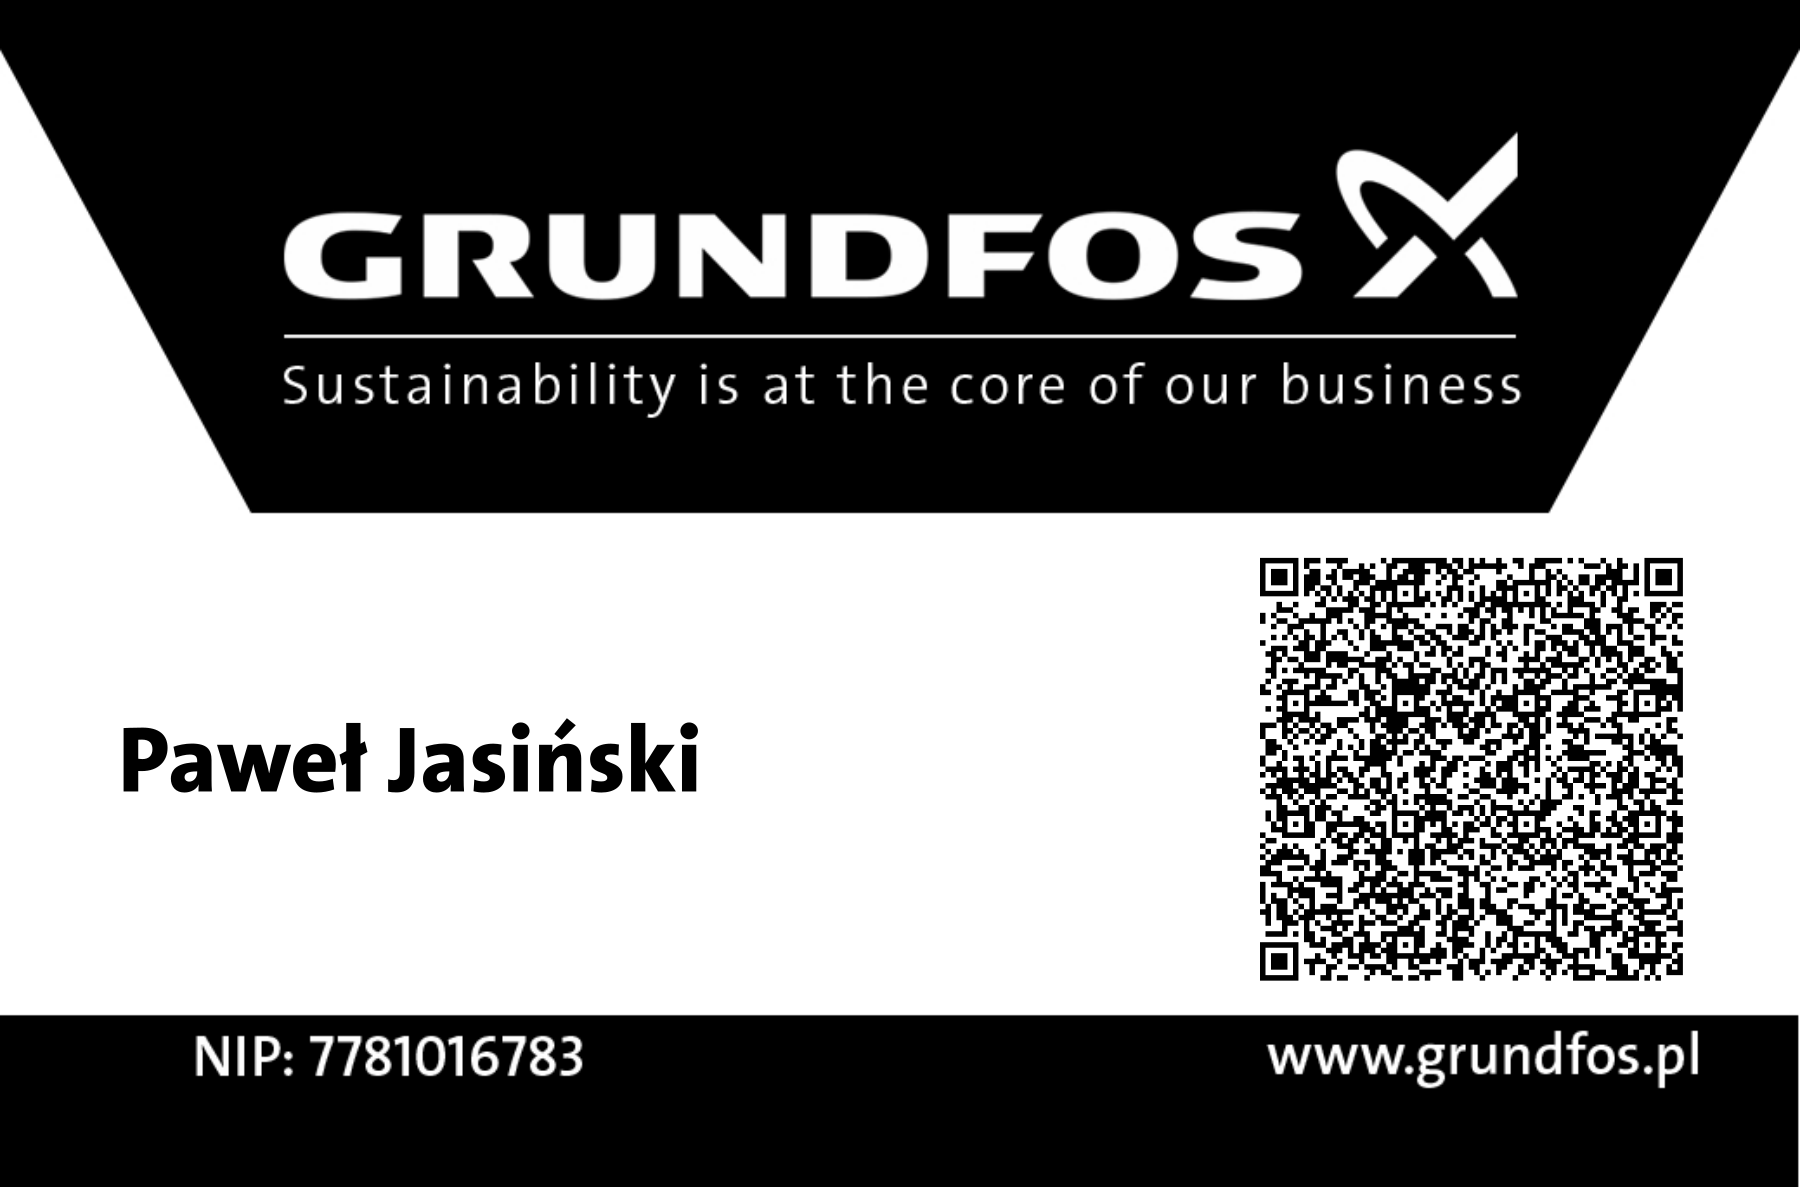 GRUNDFOS
Sustainability is at the core of our business
Paweł Jasiński
NIP: 7781016783
www.grundfos.pl